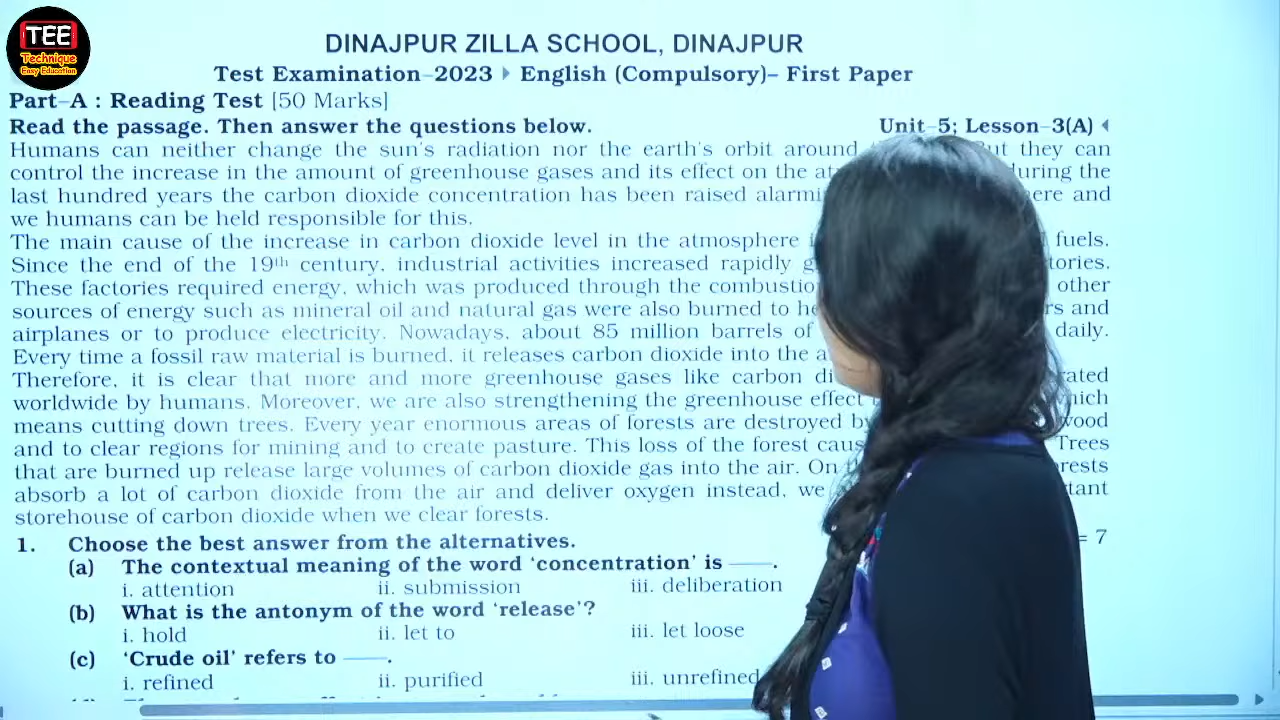 TEE
Technique
Easy Education
DINAJPUR ZILLA SCHOOL, DINAJPUR
Test Examination–2023 English (Compulsory)– First Paper
Part–A : Reading Test [50 Marks]
Read the passage. Then answer the questions below. Unit–5; Lesson–3(A)
Humans can neither change the sun's radiation nor the earth's orbit around But they can
control the increase in the amount of greenhouse gases and its effect on the during the
last hundred years the carbon dioxide concentration has been raised and
we humans can be held responsible for this.
The main cause of the increase in carbon dioxide level in the atmosphere fuels.
Since the end of the 19th century, industrial activities increased rapidly
These factories required energy, which was produced through the other
sources of energy such as mineral oil and natural gas were also burned to and
airplanes or to produce electricity. Nowadays, about 85 million barrels of daily.
Every time a fossil raw material is burned, it releases carbon dioxide into the
Therefore, it is clear that more and more greenhouse gases like carbon
worldwide by humans. Moreover, we are also strengthening the greenhouse effect
means cutting down trees. Every year enormous areas of forests are destroyed wood
and to clear regions for mining and to create pasture. This loss of the forest Trees
that are burned up release large volumes of carbon dioxide gas into the air. On
absorb a lot of carbon dioxide from the air and deliver oxygen instead, we
storehouse of carbon dioxide when we clear forests.
1. Choose the best answer from the alternatives. = 7
(a) The contextual meaning of the word ‘concentration’ is ——.
i. attention ii. submission iii. deliberation
(b) What is the antonym of the word ‘release’?
i. hold ii. let to iii. let loose
(c) ‘Crude oil’ refers to ——.
i. refined ii. purified iii. unrefined